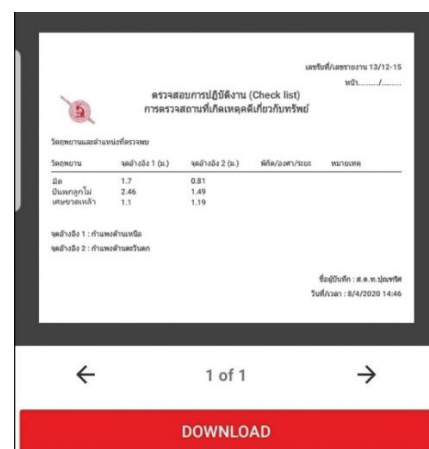 เลขรับที่/เลขรายงาน 13/12-15
หน้า........./.........
ตรวจสอบการปฏิบัติงาน (Check list)
การตรวจสถานที่เกิดเหตุคดีเกี่ยวกับทรัพย์
วัตถุพยานและตำแหน่งที่ตรวจพบ
วัตถุพยาน จุดอ้างอิง 1 (ม.) จุดอ้างอิง 2 (ม.) พิกัด/องศา/ระยะ หมายเหตุ
มีด 1.7 0.81
ปืนพกลูกโม่ 2.46 1.49
เศษขวดเหล้า 1.1 1.19
จุดอ้างอิง 1 : กำแพงด้านเหนือ
จุดอ้างอิง 2 : กำแพงด้านตะวันตก
ชื่อผู้บันทึก : ส.ต.ท.ปุณฑริศ
วันที่/เวลา : 8/4/2020 14:46
1 of 1
DOWNLOAD